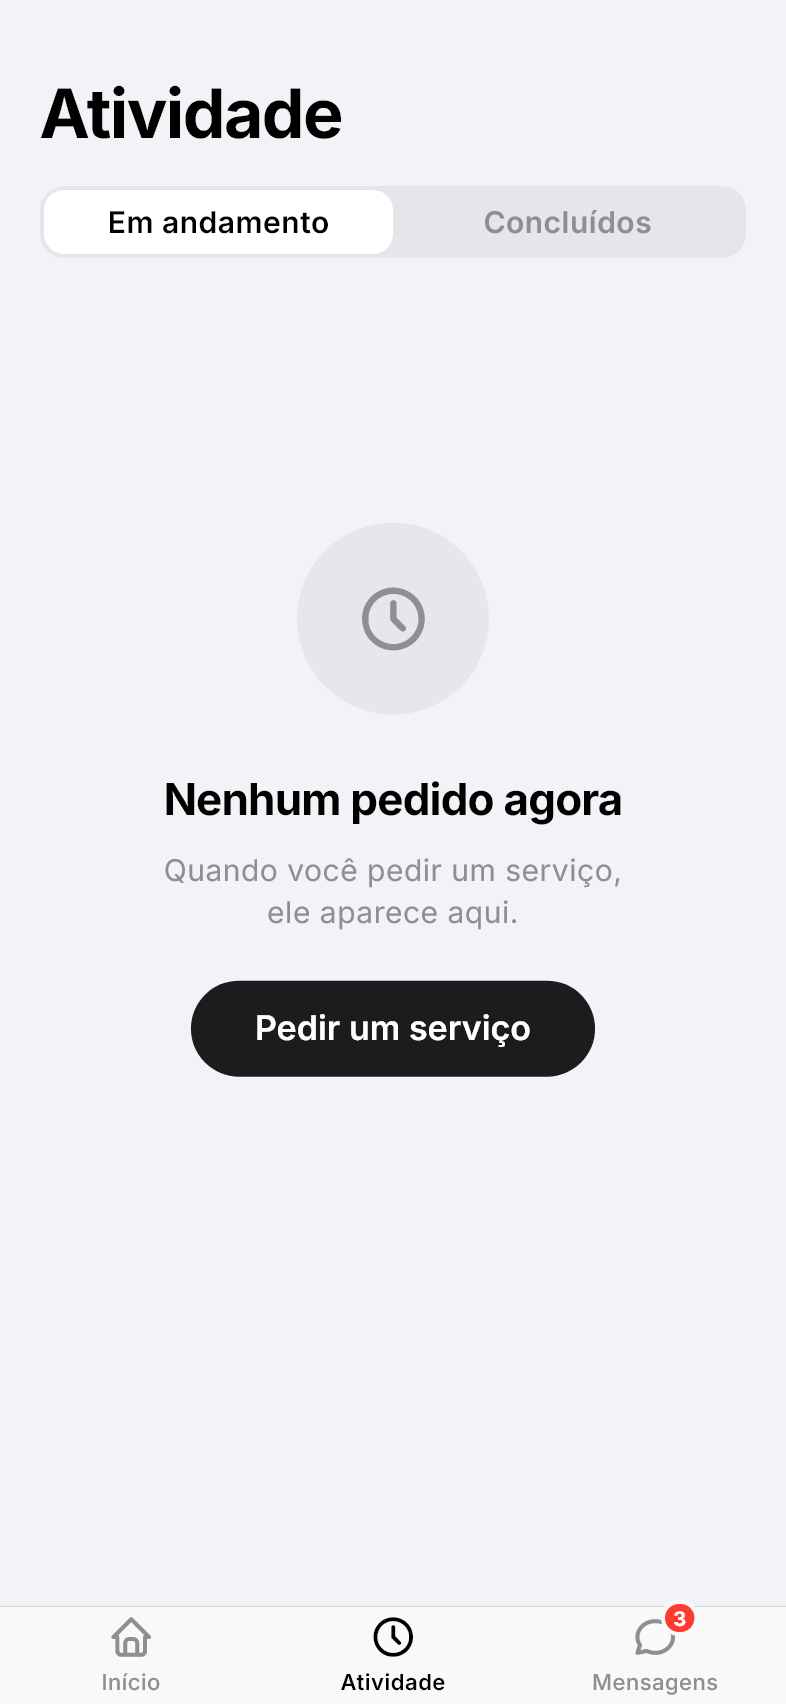 Atividade
Em andamento
Concluídos
Nenhum pedido agora
Quando você pedir um serviço,
ele aparece aqui.
Pedir um serviço
3
Início
Atividade
Mensagens